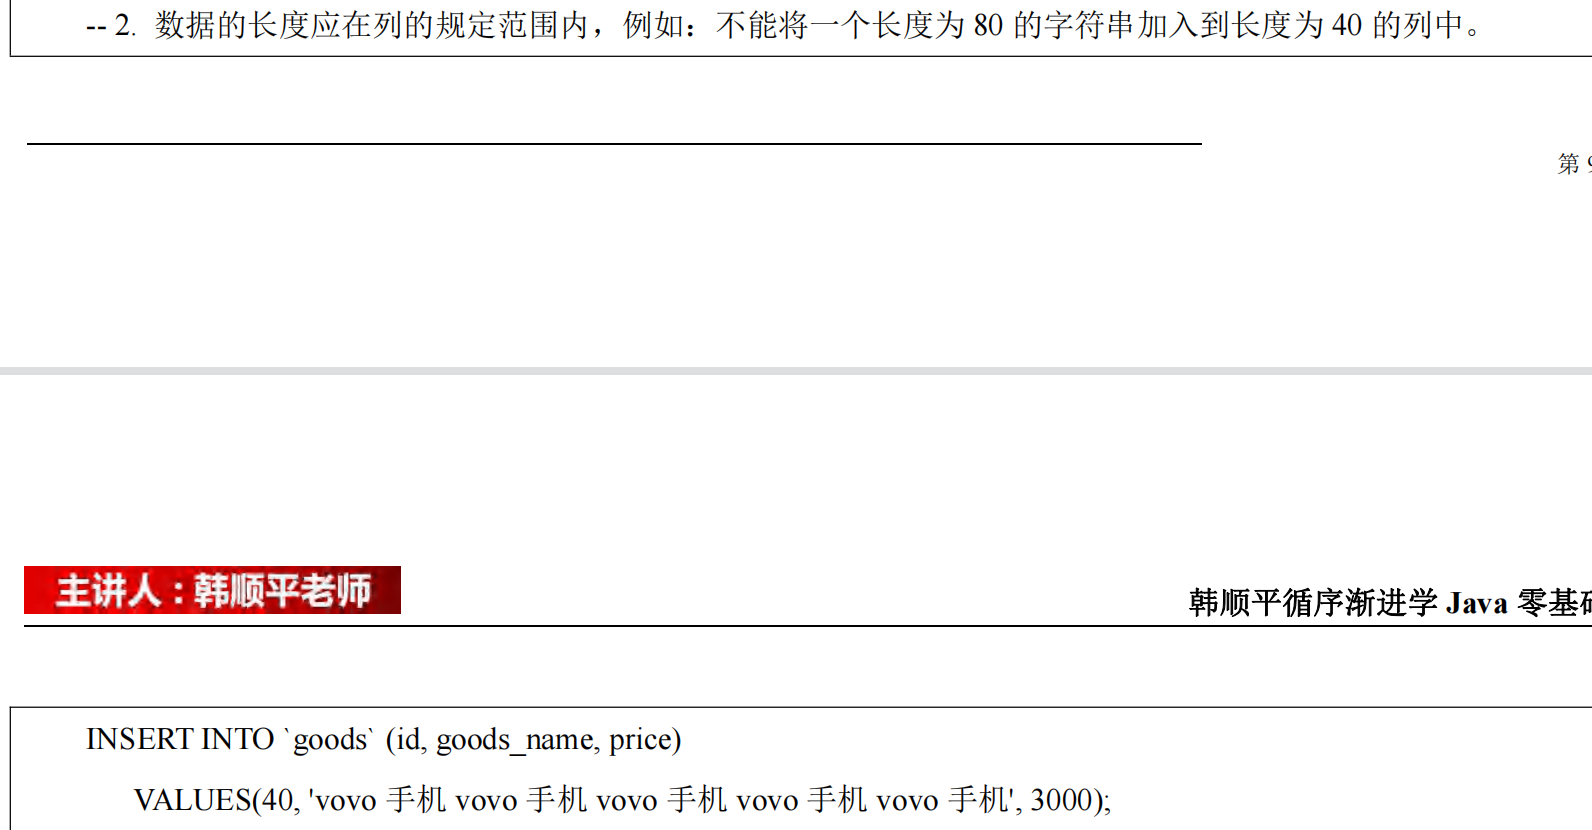 -- 2. 数据的长度应在列的规定范围内，例如：不能将一个长度为 80 的字符串加入到长度为 40 的列中。
第
主讲人：韩顺平老师
韩顺平循序渐进学 Java 零基
INSERT INTO `goods` (id, goods_name, price)
VALUES(40, 'vovo 手机 vovo 手机 vovo 手机 vovo 手机 vovo 手机', 3000);